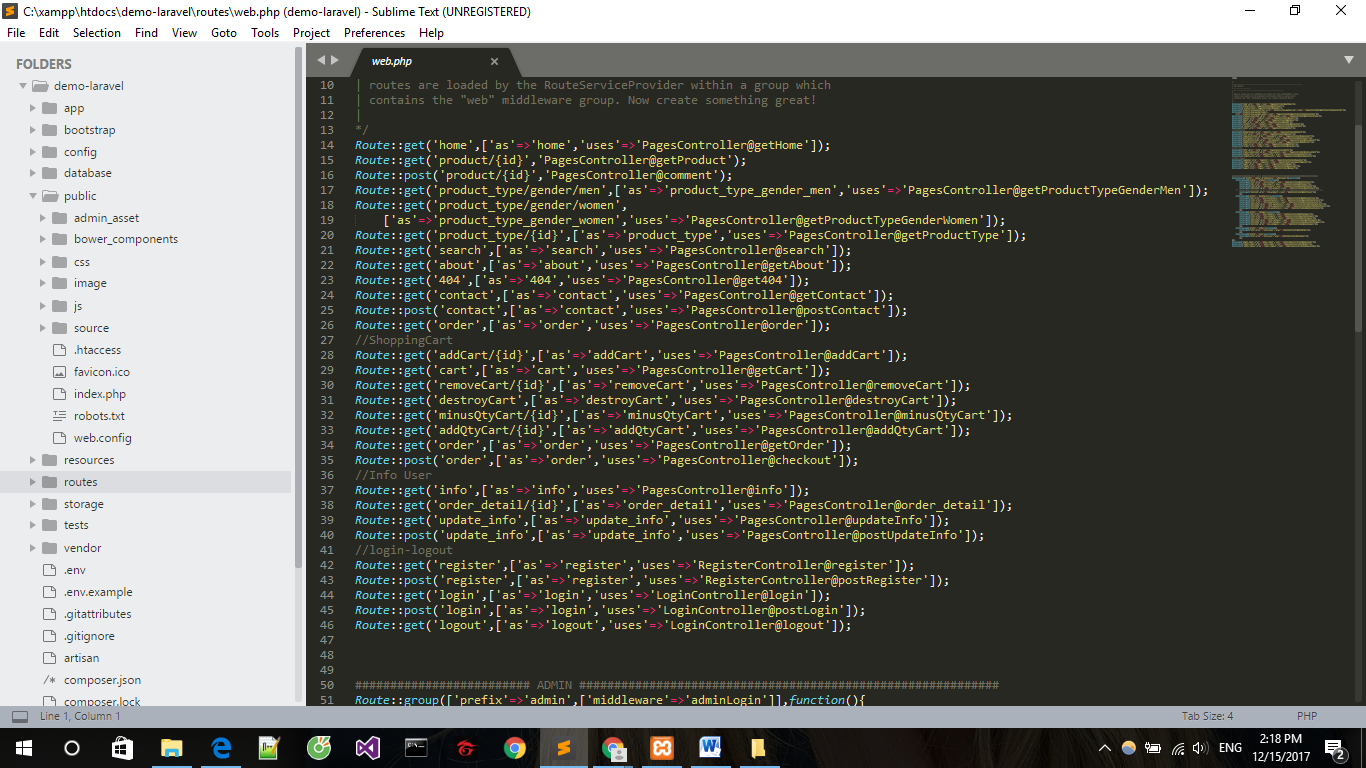 C:\xampp\htdocs\demo-laravel\routes\web.php (demo-laravel) - Sublime Text (UNREGISTERED)
File Edit Selection Find View Goto Tools Project Preferences Help
FOLDERS
demo-laravel
app
bootstrap
config
database
public
admin_asset
bower_components
css
image
js
source
.htaccess
favicon.ico
index.php
robots.txt
web.config
resources
routes
storage
tests
vendor
.env
.env.example
.gitattributes
.gitignore
artisan
/* composer.json
composer.lock
web.php
10 | routes are loaded by the RouteServiceProvider within a group which
11 | contains the "web" middleware group. Now create something great!
12 |
13 */
14 Route::get('home',['as'=>'home','uses'=>'PagesController@getHome']);
15 Route::get('product/{id}','PagesController@getProduct');
16 Route::post('product/{id}','PagesController@comment');
17 Route::get('product_type/gender/men',['as'=>'product_type_gender_men','uses'=>'PagesController@getProductTypeGenderMen']);
18 Route::get('product_type/gender/women',
19 ['as'=>'product_type_gender_women','uses'=>'PagesController@getProductTypeGenderWomen']);
20 Route::get('product_type/{id}',['as'=>'product_type','uses'=>'PagesController@getProductType']);
21 Route::get('search',['as'=>'search','uses'=>'PagesController@search']);
22 Route::get('about',['as'=>'about','uses'=>'PagesController@getAbout']);
23 Route::get('404',['as'=>'404','uses'=>'PagesController@get404']);
24 Route::get('contact',['as'=>'contact','uses'=>'PagesController@getContact']);
25 Route::post('contact',['as'=>'contact','uses'=>'PagesController@postContact']);
26 Route::get('order',['as'=>'order','uses'=>'PagesController@order']);
27 //ShoppingCart
28 Route::get('addCart/{id}',['as'=>'addCart','uses'=>'PagesController@addCart']);
29 Route::get('cart',['as'=>'cart','uses'=>'PagesController@getCart']);
30 Route::get('removeCart/{id}',['as'=>'removeCart','uses'=>'PagesController@removeCart']);
31 Route::get('destroyCart',['as'=>'destroyCart','uses'=>'PagesController@destroyCart']);
32 Route::get('minusQtyCart/{id}',['as'=>'minusQtyCart','uses'=>'PagesController@minusQtyCart']);
33 Route::get('addQtyCart/{id}',['as'=>'addQtyCart','uses'=>'PagesController@addQtyCart']);
34 Route::get('order',['as'=>'order','uses'=>'PagesController@getOrder']);
35 Route::post('order',['as'=>'order','uses'=>'PagesController@checkout']);
36 //Info User
37 Route::get('info',['as'=>'info','uses'=>'PagesController@info']);
38 Route::get('order_detail/{id}',['as'=>'order_detail','uses'=>'PagesController@order_detail']);
39 Route::get('update_info',['as'=>'update_info','uses'=>'PagesController@updateInfo']);
40 Route::post('update_info',['as'=>'update_info','uses'=>'PagesController@postUpdateInfo']);
41 //login-logout
42 Route::get('register',['as'=>'register','uses'=>'RegisterController@register']);
43 Route::post('register',['as'=>'register','uses'=>'RegisterController@postRegister']);
44 Route::get('login',['as'=>'login','uses'=>'LoginController@login']);
45 Route::post('login',['as'=>'login','uses'=>'LoginController@postLogin']);
46 Route::get('logout',['as'=>'logout','uses'=>'LoginController@logout']);
47
48
49
50 ######################### ADMIN ############################################################
51 Route::group(['prefix'=>'admin',['middleware'=>'adminLogin']],function(){
Line 1, Column 1
Tab Size: 4
PHP
ENG
2:18 PM
12/15/2017
2